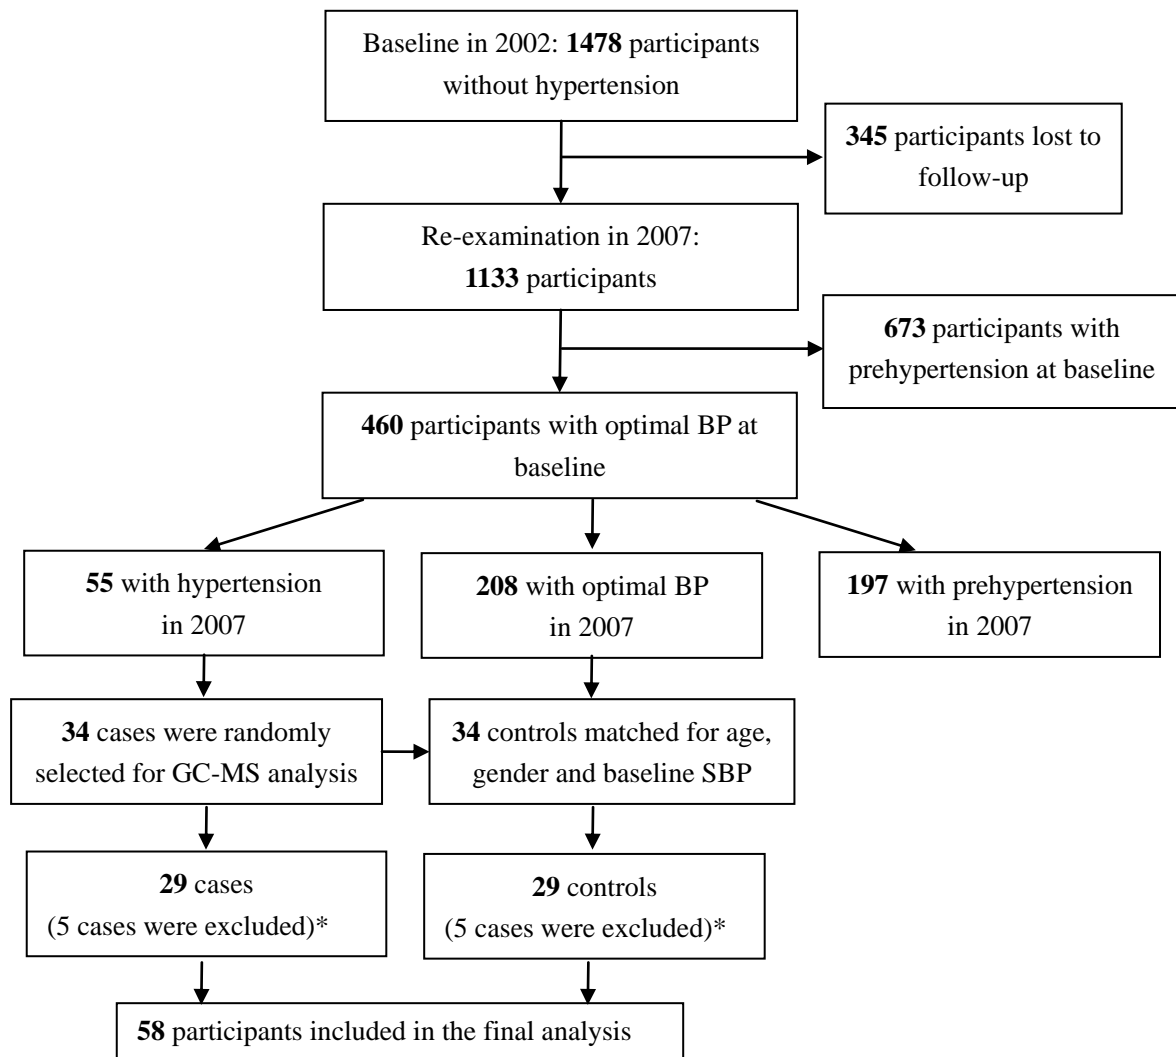 Baseline in 2002: 1478 participants
without hypertension
345 participants lost to
follow-up
Re-examination in 2007:
1133 participants
673 participants with
prehypertension at baseline
460 participants with optimal BP at
baseline
55 with hypertension
in 2007
208 with optimal BP
in 2007
197 with prehypertension
in 2007
34 cases were randomly
selected for GC-MS analysis
34 controls matched for age,
gender and baseline SBP
29 cases
(5 cases were excluded)*
29 controls
(5 cases were excluded)*
58 participants included in the final analysis